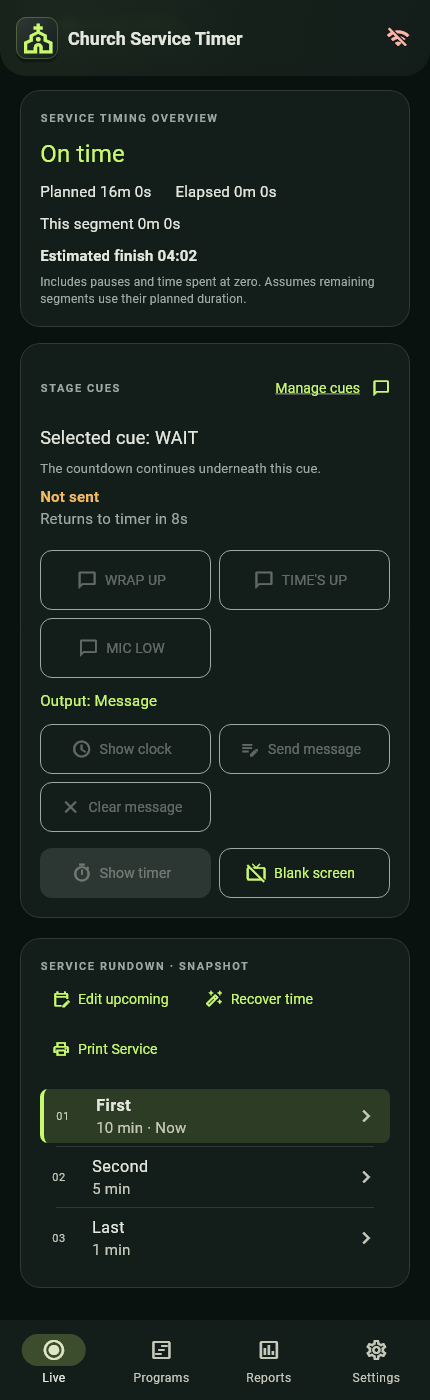 Church Service Timer
SERVICE TIMING OVERVIEW
On time
Planned 16m 0s Elapsed 0m 0s
This segment 0m 0s
Estimated finish 04:02
Includes pauses and time spent at zero. Assumes remaining
segments use their planned duration.
STAGE CUES
Manage cues
Selected cue: WAIT
The countdown continues underneath this cue.
Not sent
Returns to timer in 8s
WRAP UP
TIME'S UP
MIC LOW
Output: Message
Show clock
Send message
Clear message
Show timer
Blank screen
SERVICE RUNDOWN · SNAPSHOT
Edit upcoming
Recover time
Print Service
01
First
10 min · Now
02
Second
5 min
03
Last
1 min
Live
Programs
Reports
Settings